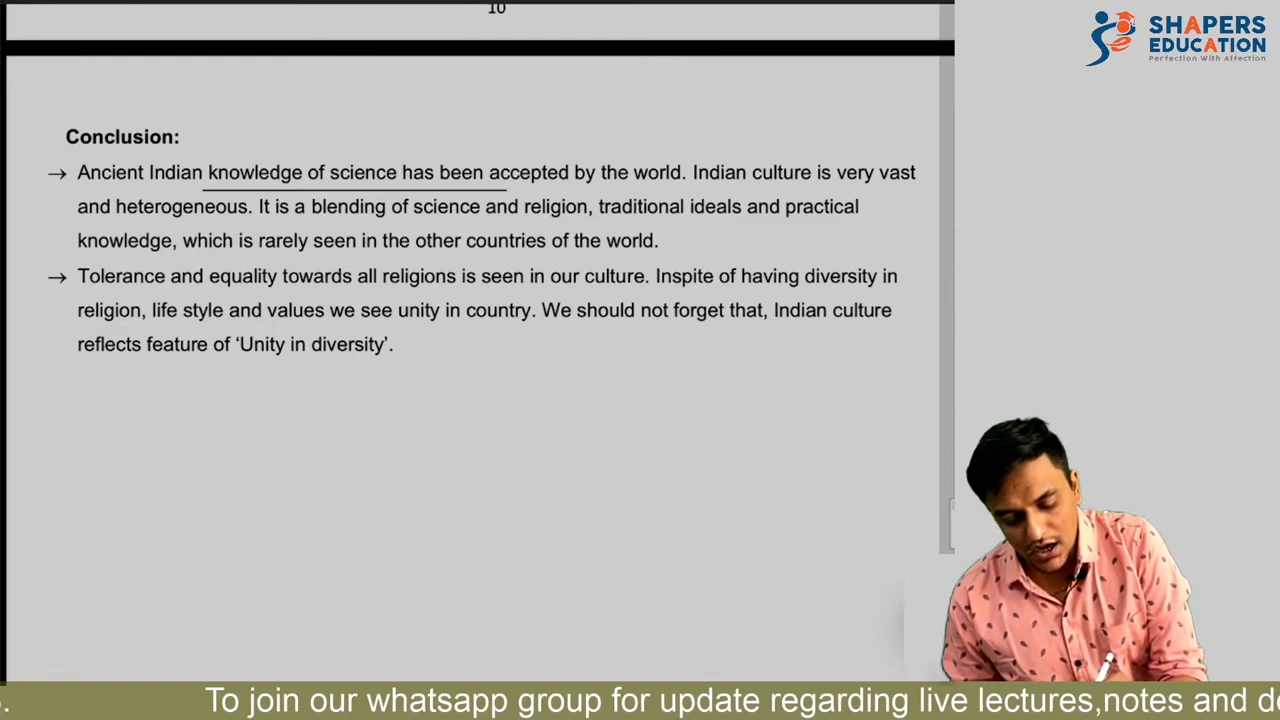 10
SHAPERS
EDUCATION
Perfection With Affection
Conclusion:
→ Ancient Indian knowledge of science has been accepted by the world. Indian culture is very vast
and heterogeneous. It is a blending of science and religion, traditional ideals and practical
knowledge, which is rarely seen in the other countries of the world.
→ Tolerance and equality towards all religions is seen in our culture. Inspite of having diversity in
religion, life style and values we see unity in country. We should not forget that, Indian culture
reflects feature of ‘Unity in diversity’.
To join our whatsapp group for update regarding live lectures,notes and